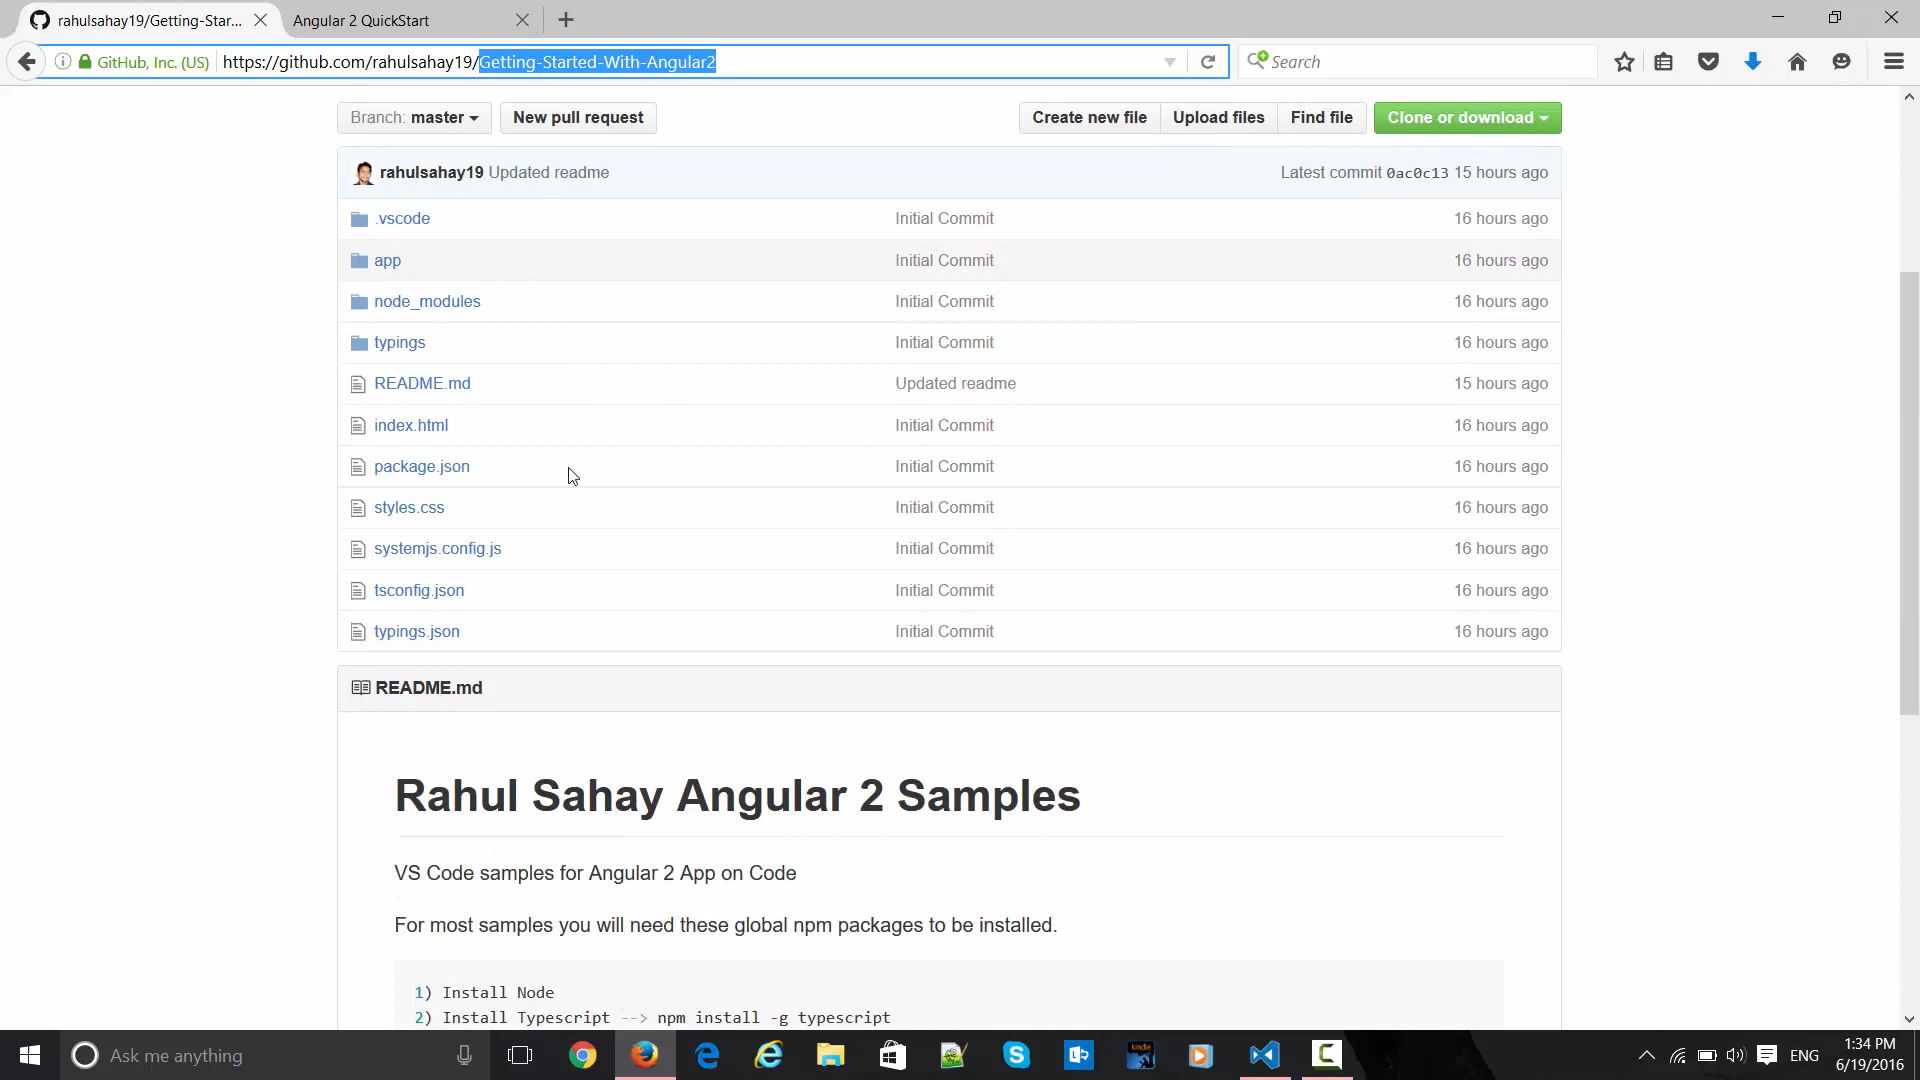 rahulsahay19/Getting-Star...
Angular 2 QuickStart
GitHub, Inc. (US)
https://github.com/rahulsahay19/Getting-Started-With-Angular2
Search
Branch: master
New pull request
Create new file
Upload files
Find file
Clone or download
rahulsahay19 Updated readme
Latest commit 0ac0c13 15 hours ago
.vscode Initial Commit 16 hours ago
app Initial Commit 16 hours ago
node_modules Initial Commit 16 hours ago
typings Initial Commit 16 hours ago
README.md Updated readme 15 hours ago
index.html Initial Commit 16 hours ago
package.json Initial Commit 16 hours ago
styles.css Initial Commit 16 hours ago
systemjs.config.js Initial Commit 16 hours ago
tsconfig.json Initial Commit 16 hours ago
typings.json Initial Commit 16 hours ago
README.md
Rahul Sahay Angular 2 Samples
VS Code samples for Angular 2 App on Code
For most samples you will need these global npm packages to be installed.
1) Install Node
2) Install Typescript --> npm install -g typescript
Ask me anything
kindle
ENG
1:34 PM
6/19/2016